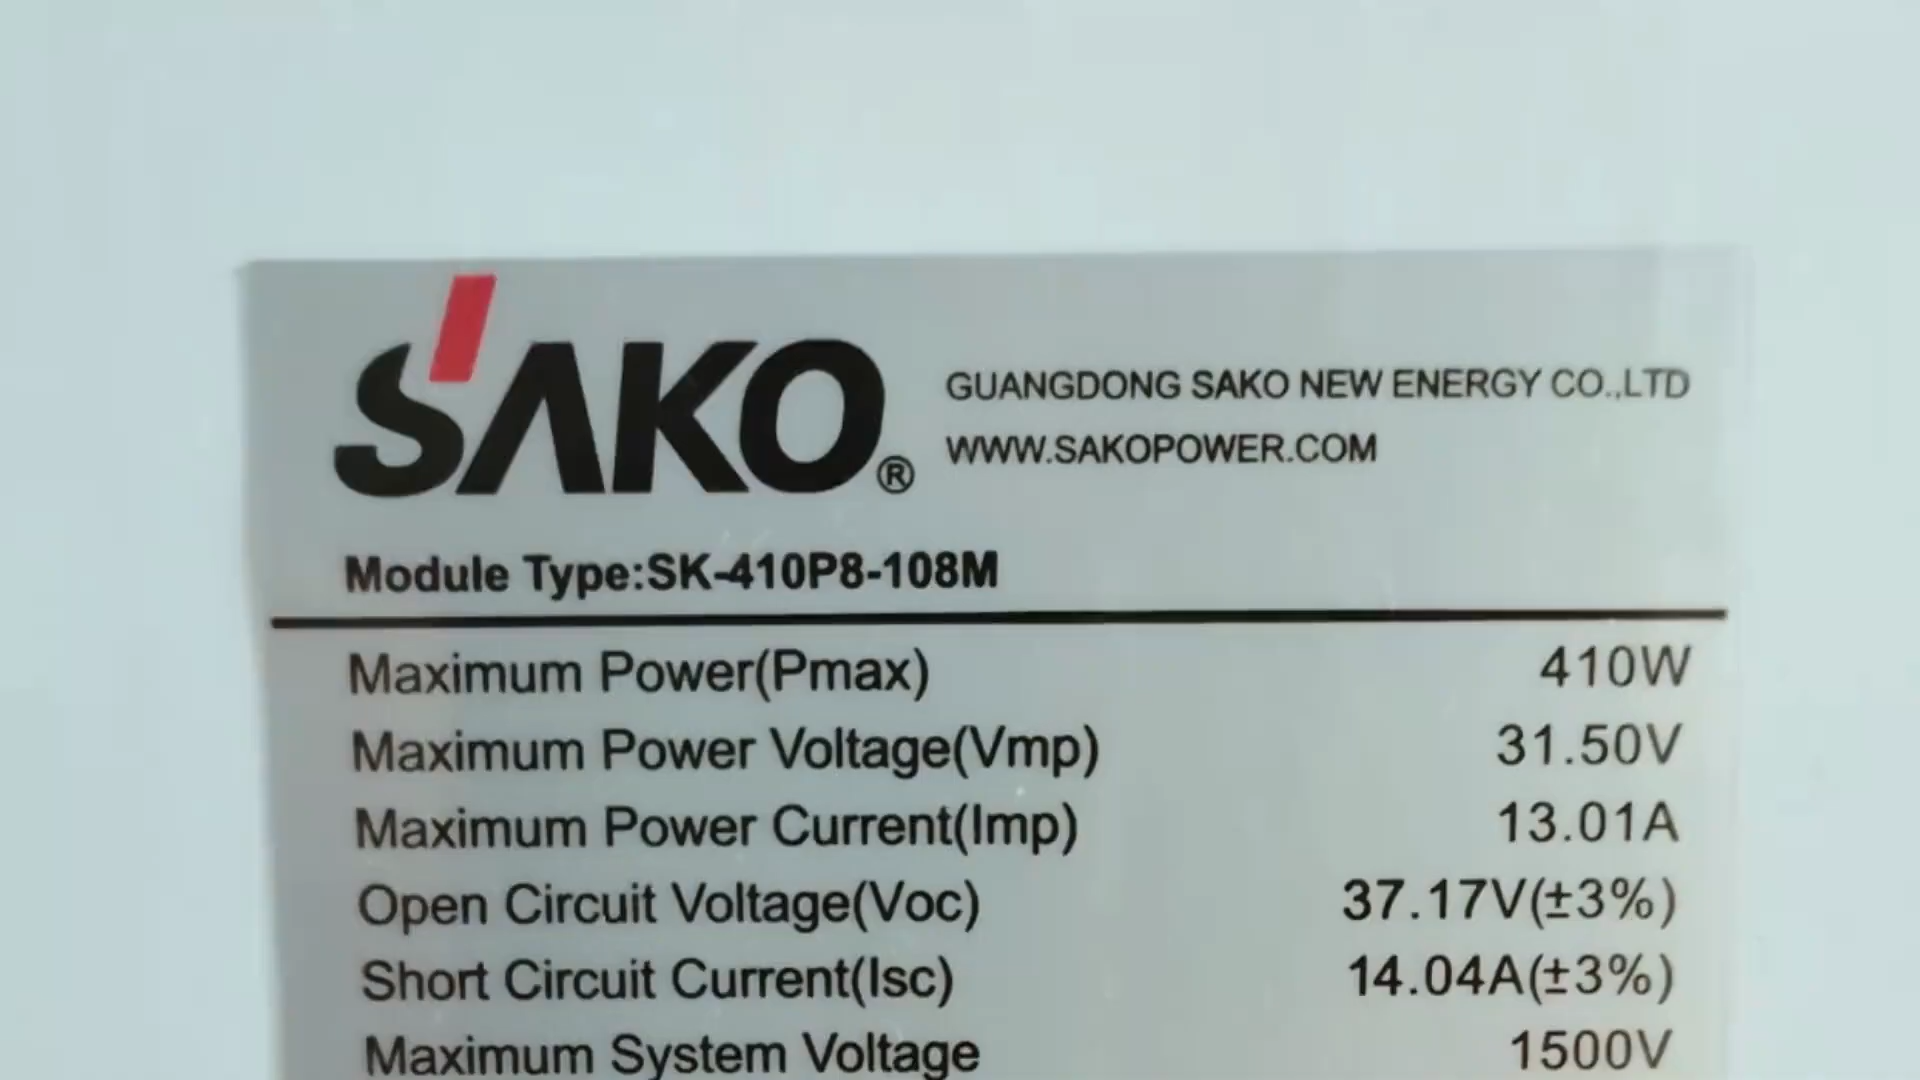 SAKO®
GUANGDONG SAKO NEW ENERGY CO.,LTD
WWW.SAKOPOWER.COM
Module Type:SK-410P8-108M
Maximum Power(Pmax) 410W
Maximum Power Voltage(Vmp) 31.50V
Maximum Power Current(Imp) 13.01A
Open Circuit Voltage(Voc) 37.17V(±3%)
Short Circuit Current(Isc) 14.04A(±3%)
Maximum System Voltage 1500V